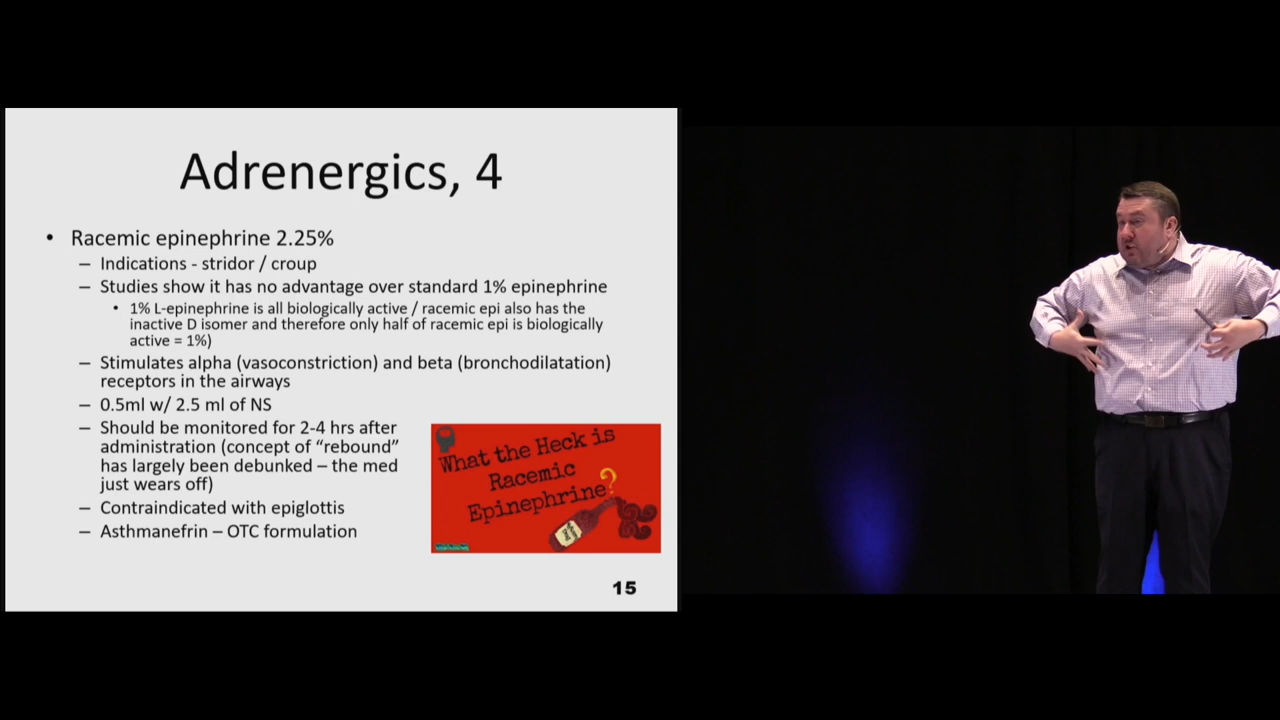 Adrenergics, 4
• Racemic epinephrine 2.25%
– Indications - stridor / croup
– Studies show it has no advantage over standard 1% epinephrine
• 1% L-epinephrine is all biologically active / racemic epi also has the
inactive D isomer and therefore only half of racemic epi is biologically
active = 1%)
– Stimulates alpha (vasoconstriction) and beta (bronchodilatation)
receptors in the airways
– 0.5ml w/ 2.5 ml of NS
– Should be monitored for 2-4 hrs after
administration (concept of “rebound”
has largely been debunked – the med
just wears off)
– Contraindicated with epiglottis
– Asthmanefrin – OTC formulation
What the Heck is
Racemic
Epinephrine?
15